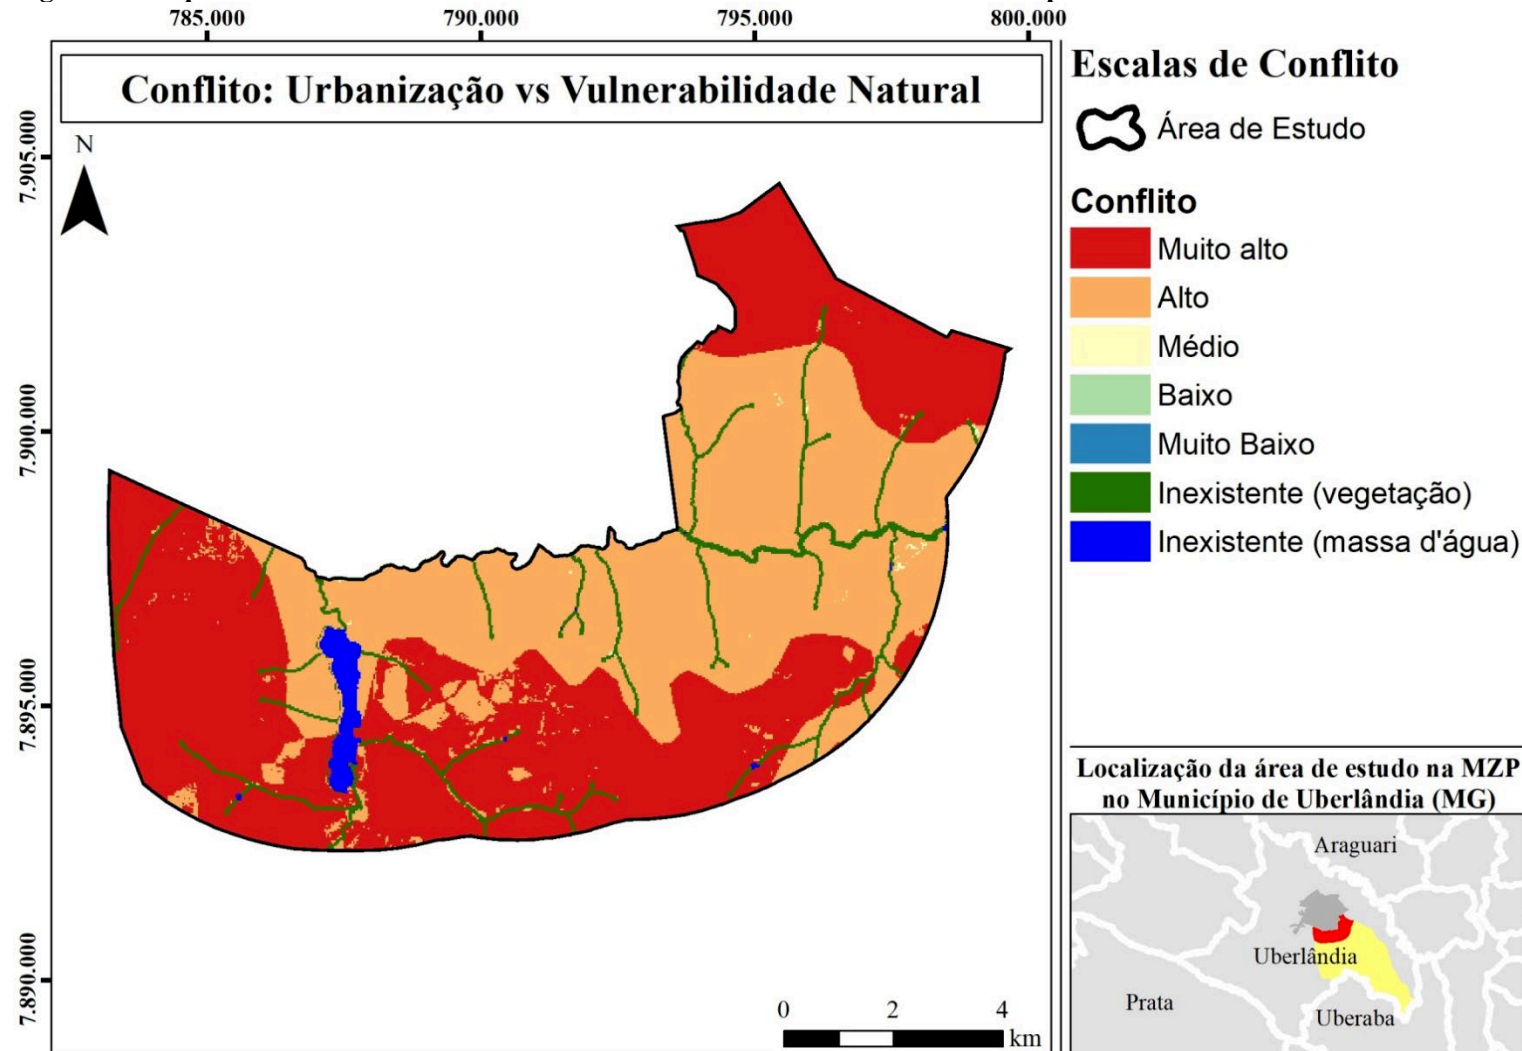 785.000
790.000
795.000
800.000
Conflito: Urbanização vs Vulnerabilidade Natural
N
7.905.000
7.900.000
7.895.000
7.890.000
0 2 4
km
Escalas de Conflito
Área de Estudo
Conflito
Muito alto
Alto
Médio
Baixo
Muito Baixo
Inexistente (vegetação)
Inexistente (massa d'água)
Localização da área de estudo na MZP
no Município de Uberlândia (MG)
Araguari
Uberlândia
Prata
Uberaba